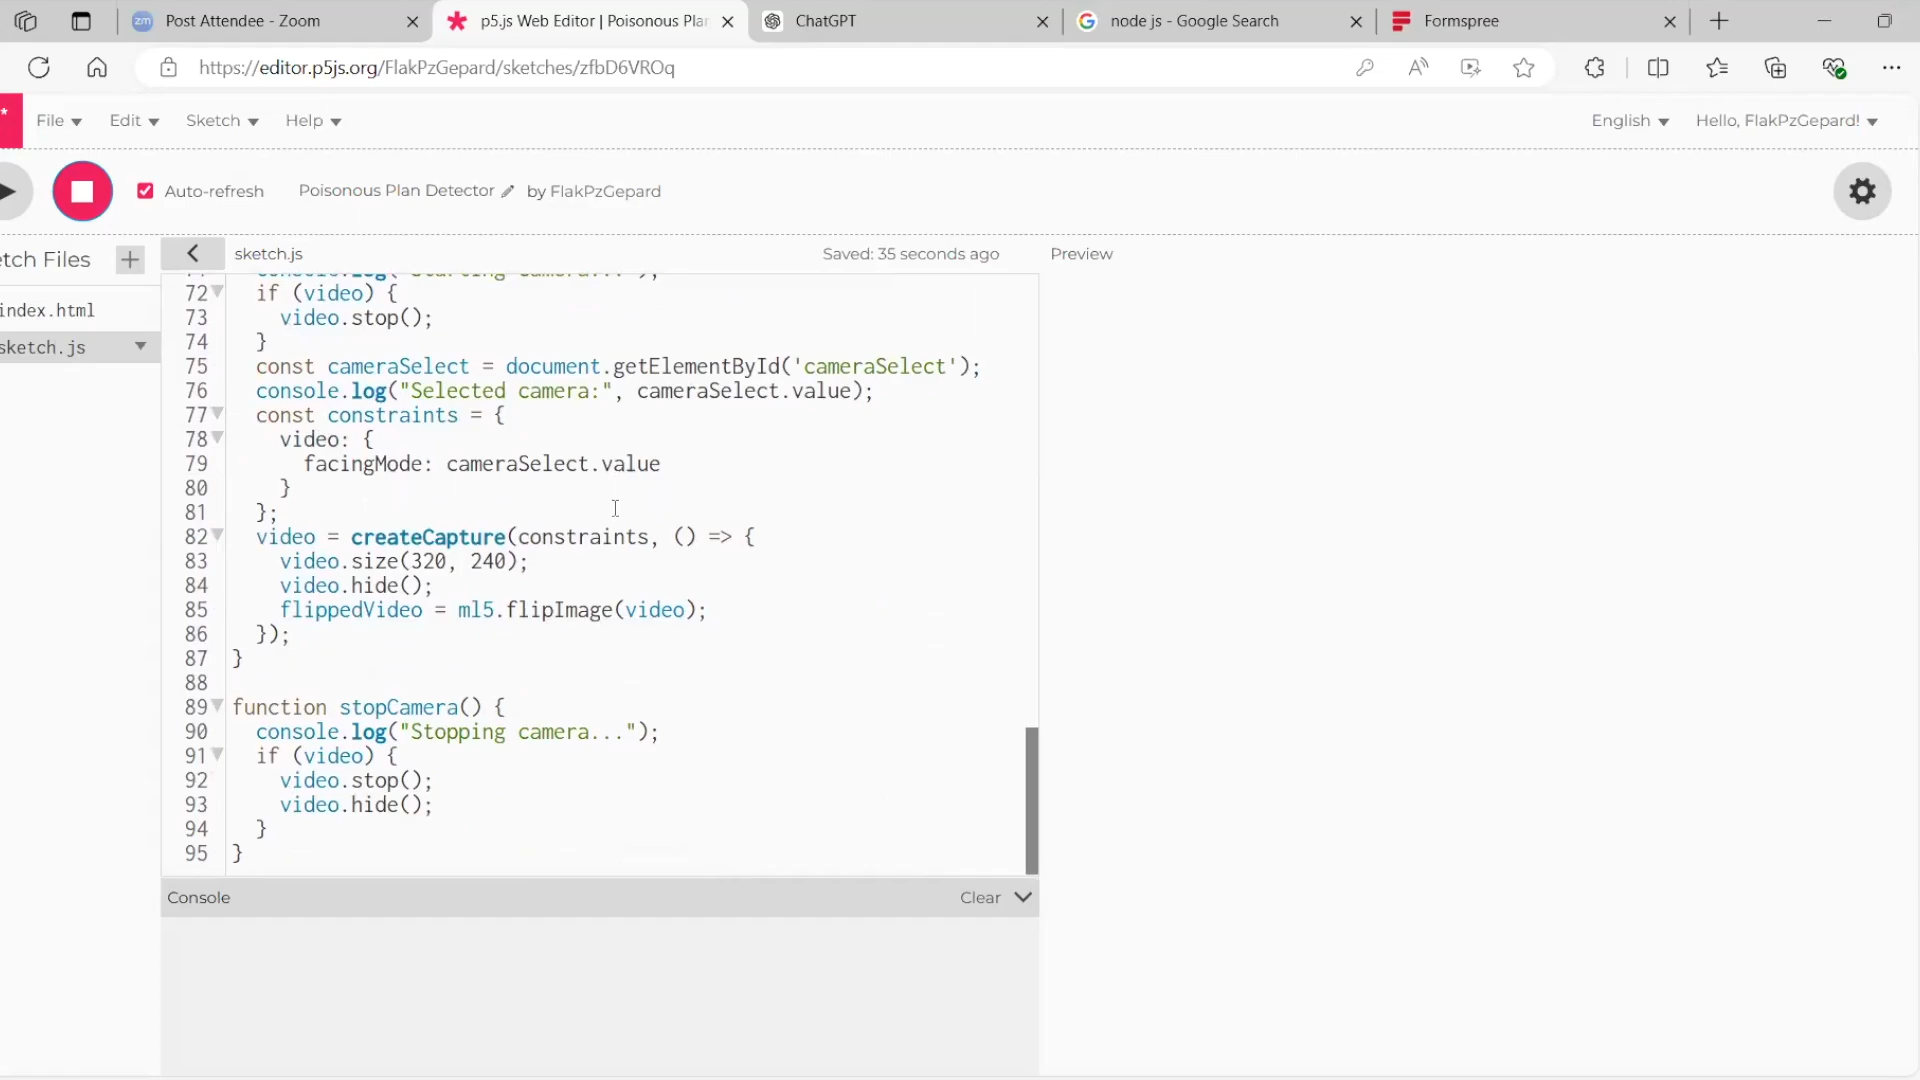 Post Attendee - Zoom
p5.js Web Editor | Poisonous Plan
ChatGPT
node js - Google Search
Formspree
https://editor.p5js.org/FlakPzGepard/sketches/zfbD6VROq
File
Edit
Sketch
Help
English
Hello, FlakPzGepard!
Auto-refresh
Poisonous Plan Detector
by FlakPzGepard
tch Files
sketch.js
Saved: 35 seconds ago
Preview
index.html
sketch.js
72   if (video) {
73     video.stop();
74   }
75   const cameraSelect = document.getElementById('cameraSelect');
76   console.log("Selected camera:", cameraSelect.value);
77   const constraints = {
78     video: {
79       facingMode: cameraSelect.value
80     }
81   };
82   video = createCapture(constraints, () => {
83     video.size(320, 240);
84     video.hide();
85     flippedVideo = ml5.flipImage(video);
86   });
87 }
88
89 function stopCamera() {
90   console.log("Stopping camera...");
91   if (video) {
92     video.stop();
93     video.hide();
94   }
95 }
Console
Clear